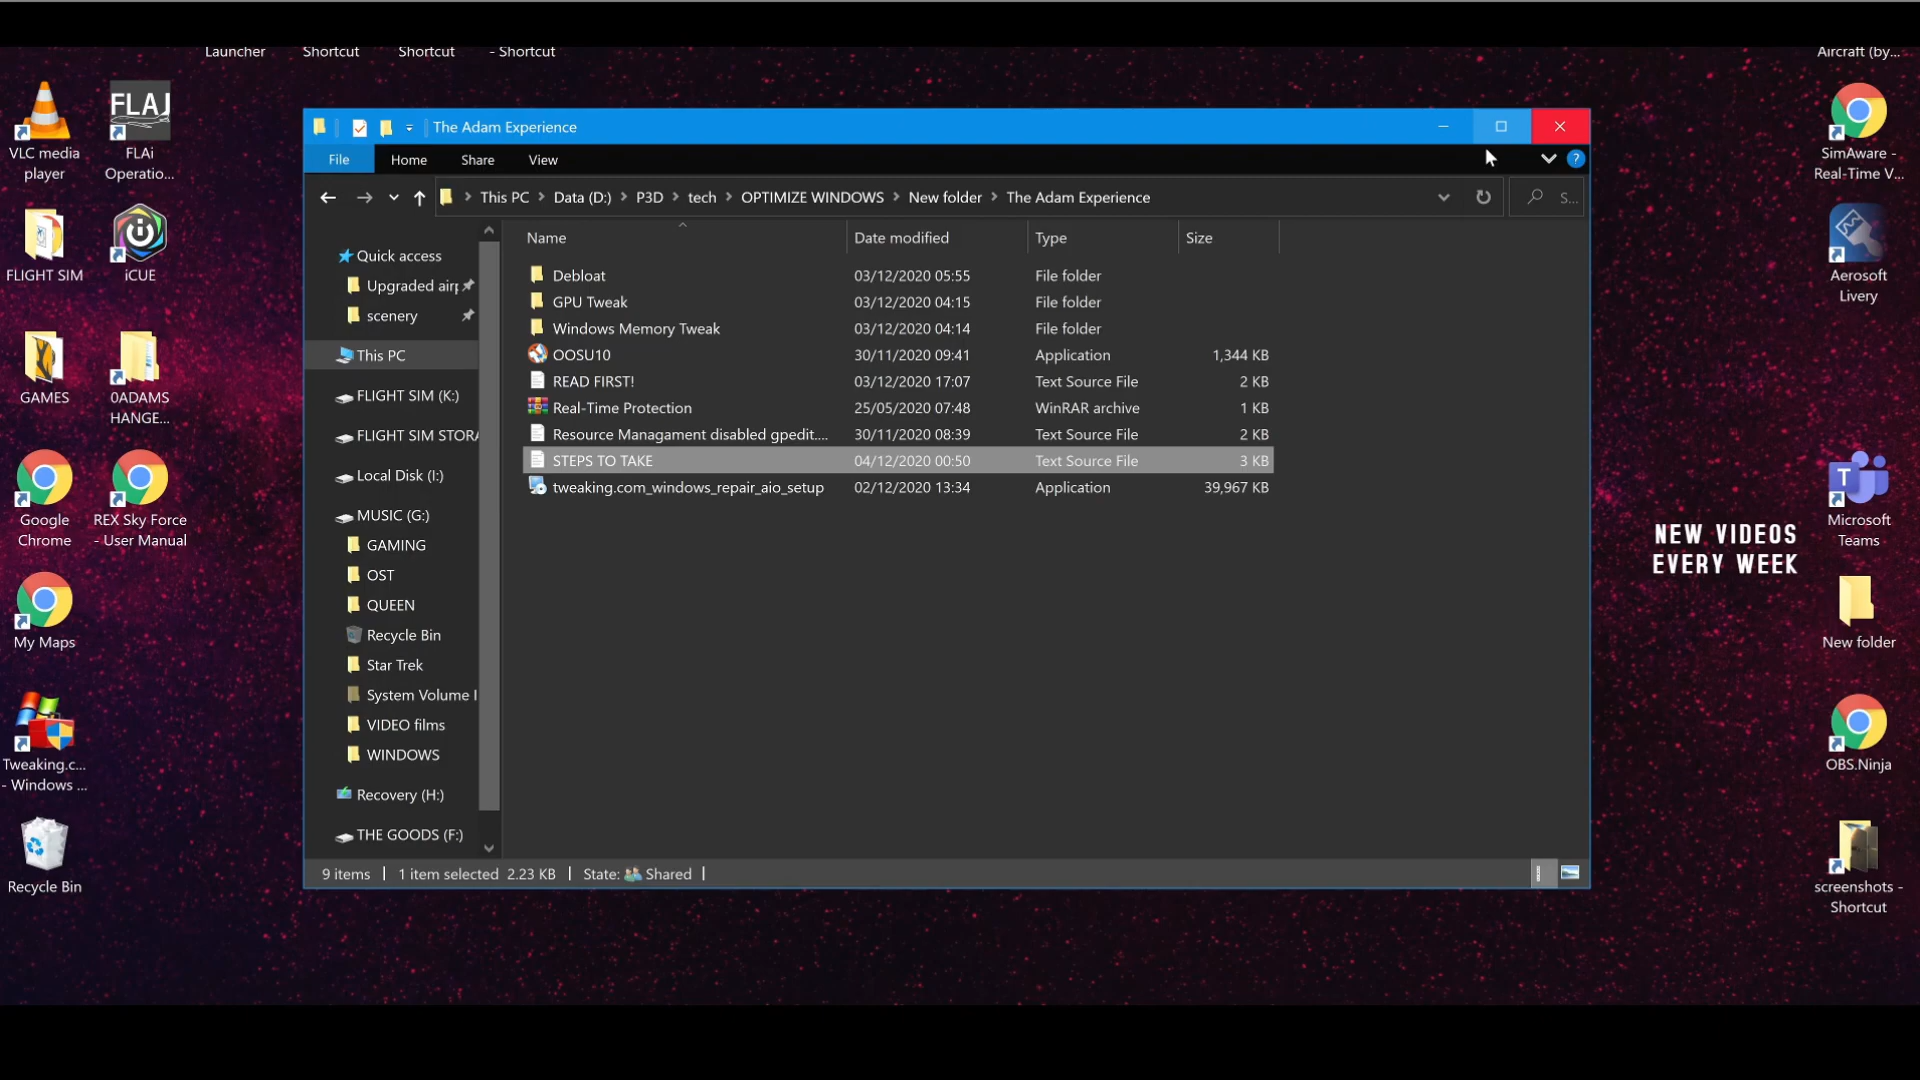 Launcher
Shortcut
Shortcut
- Shortcut
Aircraft (by...
FLAJ
VLC media
player
FLAi
Operatio...
SimAware -
Real-Time V...
The Adam Experience
File
Home
Share
View
?
This PC
Data (D:)
P3D
tech
OPTIMIZE WINDOWS
New folder
The Adam Experience
S...
FLIGHT SIM
iCUE
Aerosoft
Livery
Name
Date modified
Type
Size
Quick access
Upgraded airp
scenery
This PC
FLIGHT SIM (K:)
FLIGHT SIM STORA
Local Disk (I:)
MUSIC (G:)
GAMING
OST
QUEEN
Recycle Bin
Star Trek
System Volume I
VIDEO films
WINDOWS
Recovery (H:)
THE GOODS (F:)
Debloat 03/12/2020 05:55 File folder
GPU Tweak 03/12/2020 04:15 File folder
Windows Memory Tweak 03/12/2020 04:14 File folder
OOSU10 30/11/2020 09:41 Application 1,344 KB
READ FIRST! 03/12/2020 17:07 Text Source File 2 KB
Real-Time Protection 25/05/2020 07:48 WinRAR archive 1 KB
Resource Managament disabled gpedit.... 30/11/2020 08:39 Text Source File 2 KB
STEPS TO TAKE 04/12/2020 00:50 Text Source File 3 KB
tweaking.com_windows_repair_aio_setup 02/12/2020 13:34 Application 39,967 KB
GAMES
0ADAMS
HANGE...
Google
Chrome
REX Sky Force
- User Manual
T
Microsoft
Teams
NEW VIDEOS
EVERY WEEK
My Maps
New folder
Tweaking.c...
- Windows ...
OBS.Ninja
Recycle Bin
screenshots -
Shortcut
9 items
1 item selected 2.23 KB
State: Shared